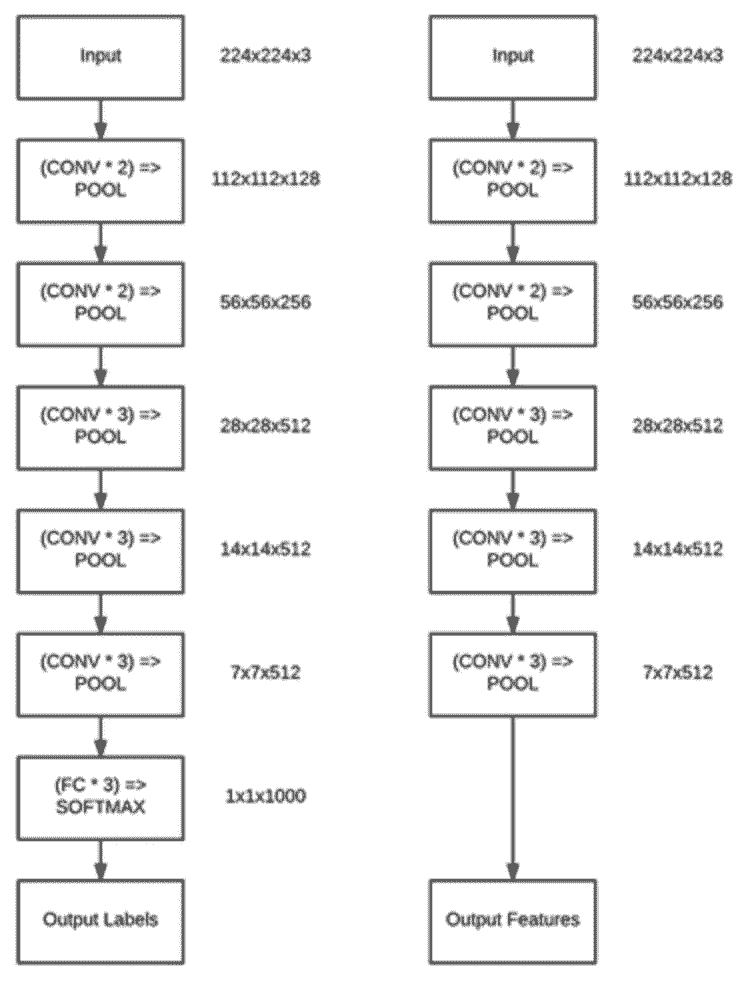 Input
224x224x3
(CONV * 2) =>
POOL
112x112x128
(CONV * 2) =>
POOL
56x56x256
(CONV * 3) =>
POOL
28x28x512
(CONV * 3) =>
POOL
14x14x512
(CONV * 3) =>
POOL
7x7x512
(FC * 3) =>
SOFTMAX
1x1x1000
Output Labels
Input
224x224x3
(CONV * 2) =>
POOL
112x112x128
(CONV * 2) =>
POOL
56x56x256
(CONV * 3) =>
POOL
28x28x512
(CONV * 3) =>
POOL
14x14x512
(CONV * 3) =>
POOL
7x7x512
Output Features